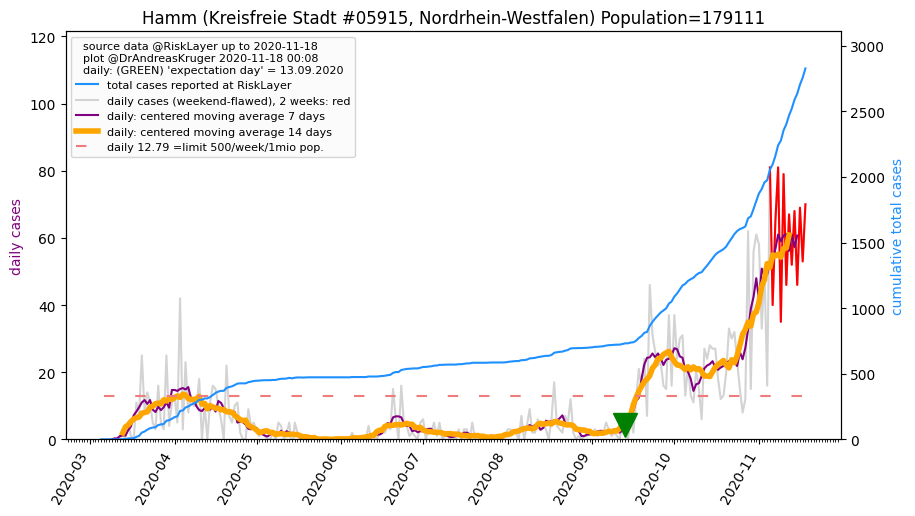 Hamm (Kreisfreie Stadt #05915, Nordrhein-Westfalen) Population=179111
source data @RiskLayer up to 2020-11-18
plot @DrAndreasKruger 2020-11-18 00:08
daily: (GREEN) 'expectation day' = 13.09.2020
total cases reported at RiskLayer
daily cases (weekend-flawed), 2 weeks: red
daily: centered moving average 7 days
daily: centered moving average 14 days
daily 12.79 =limit 500/week/1mio pop.
daily cases
120
100
80
60
40
20
0
cumulative total cases
3000
2500
2000
1500
1000
500
0
2020-03
2020-04
2020-05
2020-06
2020-07
2020-08
2020-09
2020-10
2020-11